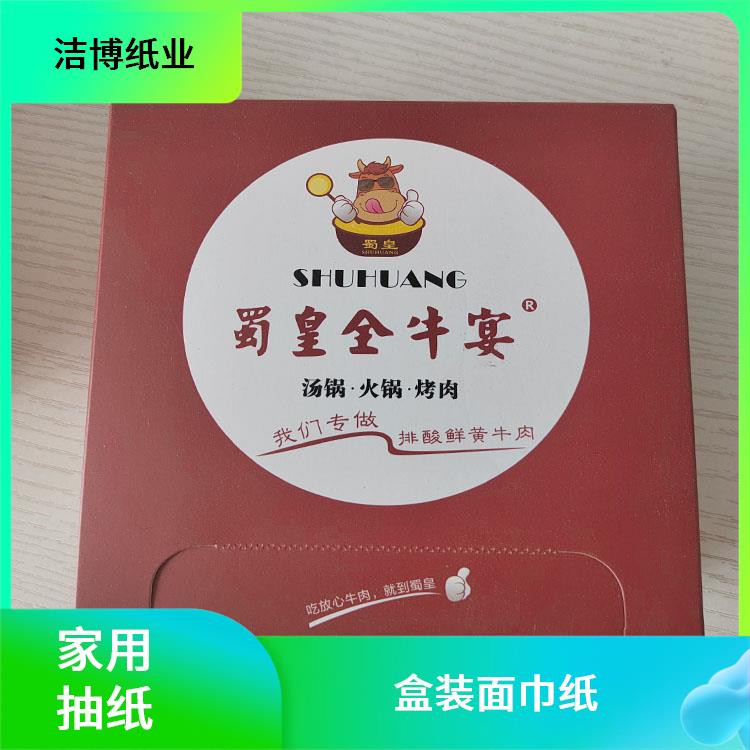 洁博纸业
蜀皇
SHUHUANG
SHUHUANG
蜀皇全牛宴®
汤锅·火锅·烤肉
我们专做 排酸鲜黄牛肉
吃放心牛肉，就到蜀皇
家用
抽纸
盒装面巾纸